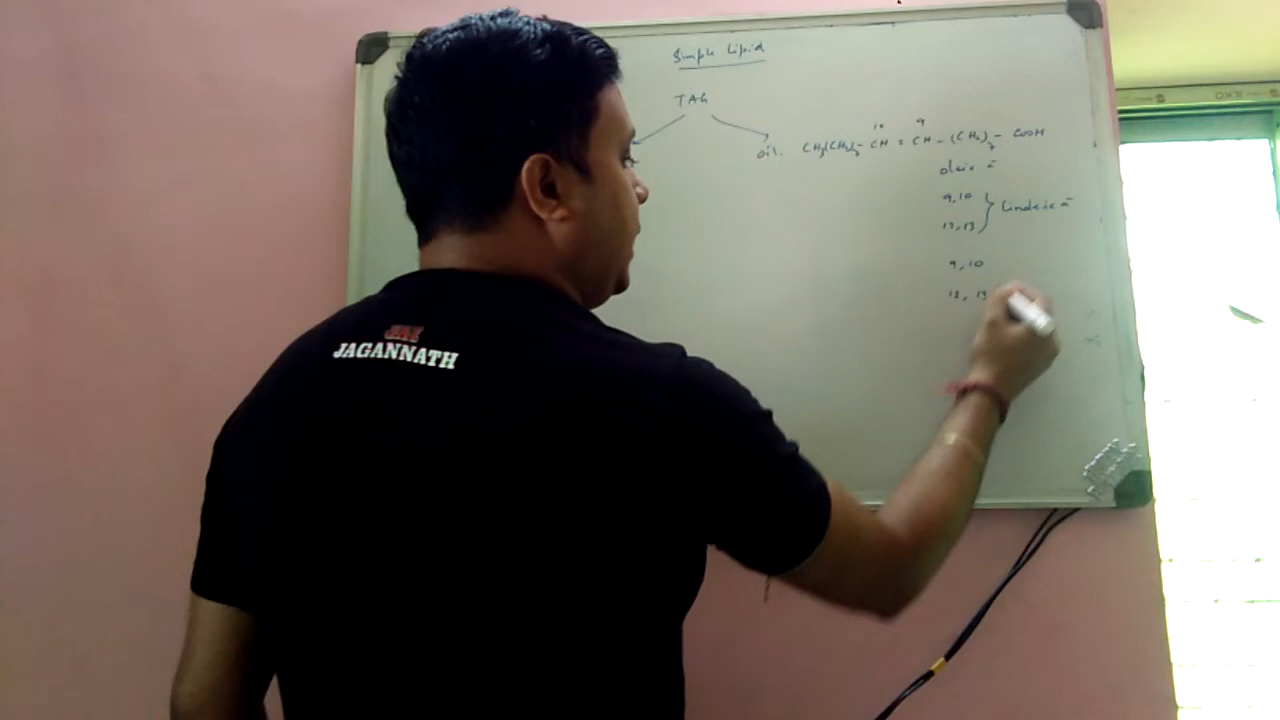 Simple Lipid
TAG
oil.
10 9
CH3(CH2)7 - CH = CH - (CH2)7 - COOH
oleic a-
9,10
12,13
} Linoleic a-
9,10
12, 13
JAI
JAGANNATH